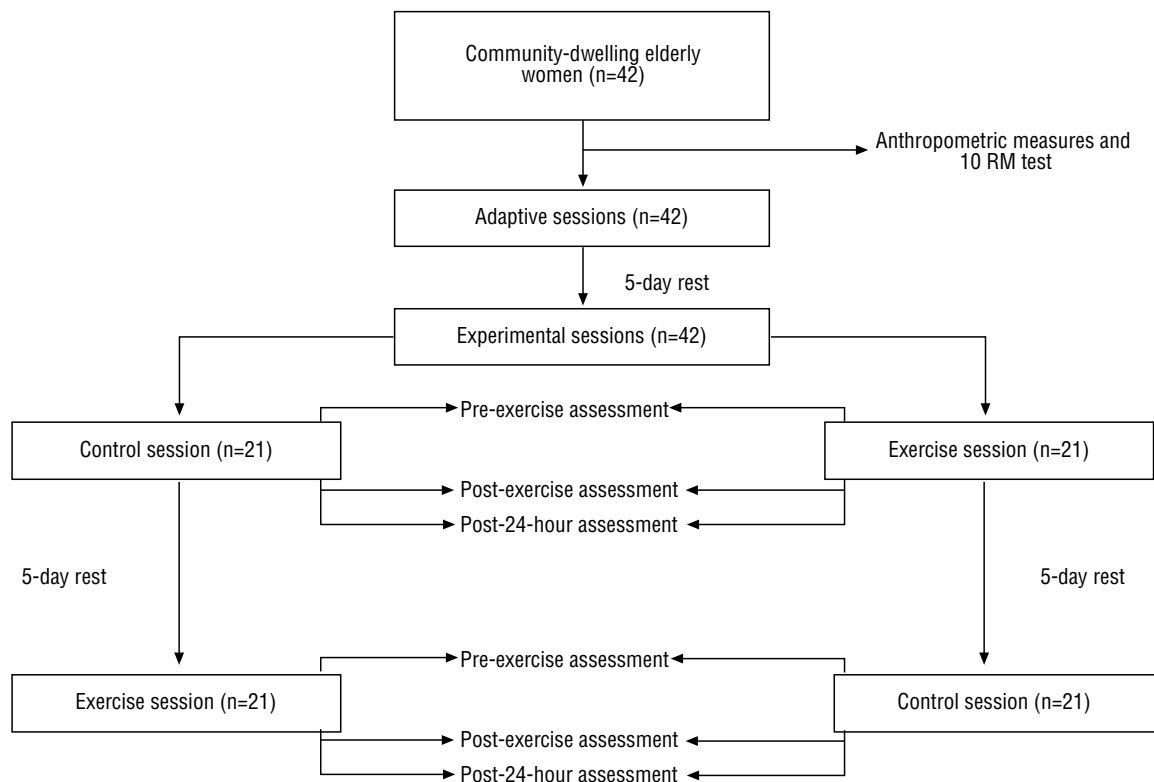 Community-dwelling elderly
women (n=42)
Anthropometric measures and
10 RM test
Adaptive sessions (n=42)
5-day rest
Experimental sessions (n=42)
Pre-exercise assessment
Control session (n=21)
Exercise session (n=21)
Post-exercise assessment
Post-24-hour assessment
5-day rest
5-day rest
Pre-exercise assessment
Exercise session (n=21)
Control session (n=21)
Post-exercise assessment
Post-24-hour assessment